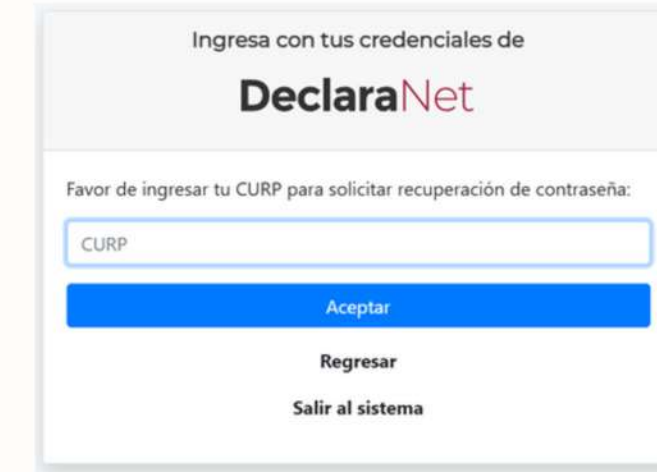 Ingresa con tus credenciales de
DeclaraNet
Favor de ingresar tu CURP para solicitar recuperación de contraseña:
CURP
Aceptar
Regresar
Salir al sistema